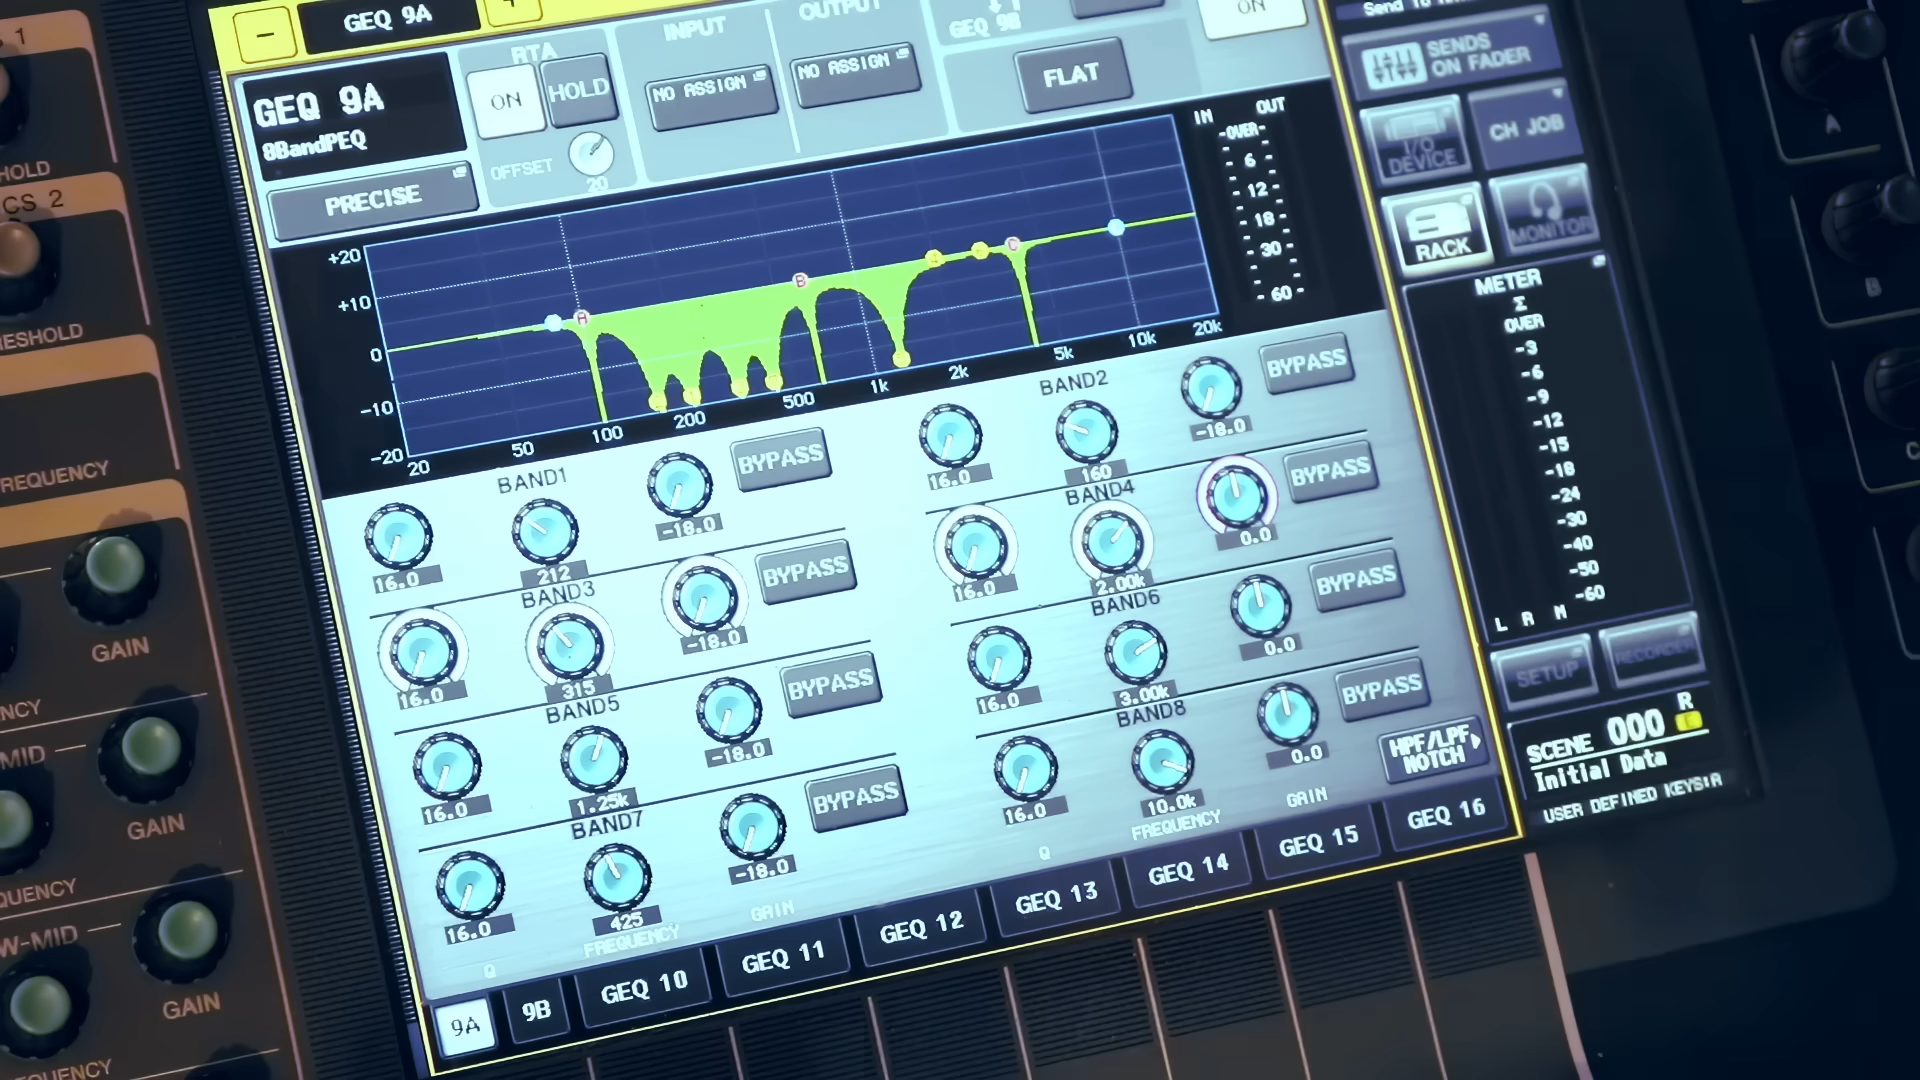 GEQ 9A
GEQ 9A
8BandPEQ
PRECISE
RTA
ON
HOLD
OFFSET
20
INPUT
NO ASSIGN
OUTPUT
NO ASSIGN
GEQ 9B
FLAT
ON
+20
+10
0
-10
-20
20
50
100
200
500
1k
2k
5k
10k
20k
IN
OUT
-OVER-
6
12
18
30
60
BAND1
16.0
212
-18.0
BYPASS
BAND2
16.0
160
-18.0
BYPASS
BAND3
16.0
315
-18.0
BYPASS
BAND4
16.0
2.00k
0.0
BYPASS
BAND5
16.0
1.25k
-18.0
BYPASS
BAND6
16.0
3.00k
0.0
BYPASS
BAND7
16.0
425
-18.0
BYPASS
BAND8
16.0
10.0k
0.0
BYPASS
HPF/LPF
NOTCH
Q
FREQUENCY
GAIN
Q
FREQUENCY
GAIN
9A
9B
GEQ 10
GEQ 11
GEQ 12
GEQ 13
GEQ 14
GEQ 15
GEQ 16
SENDS
ON FADER
I/O
DEVICE
CH JOB
RACK
MONITOR
METER
Σ
OVER
-3
-6
-9
-12
-15
-18
-24
-30
-40
-50
-60
L R M
SETUP
RECORDER
SCENE 000 R
Initial Data
USER DEFINED KEYS:A
A
B
GAIN
GAIN
GAIN